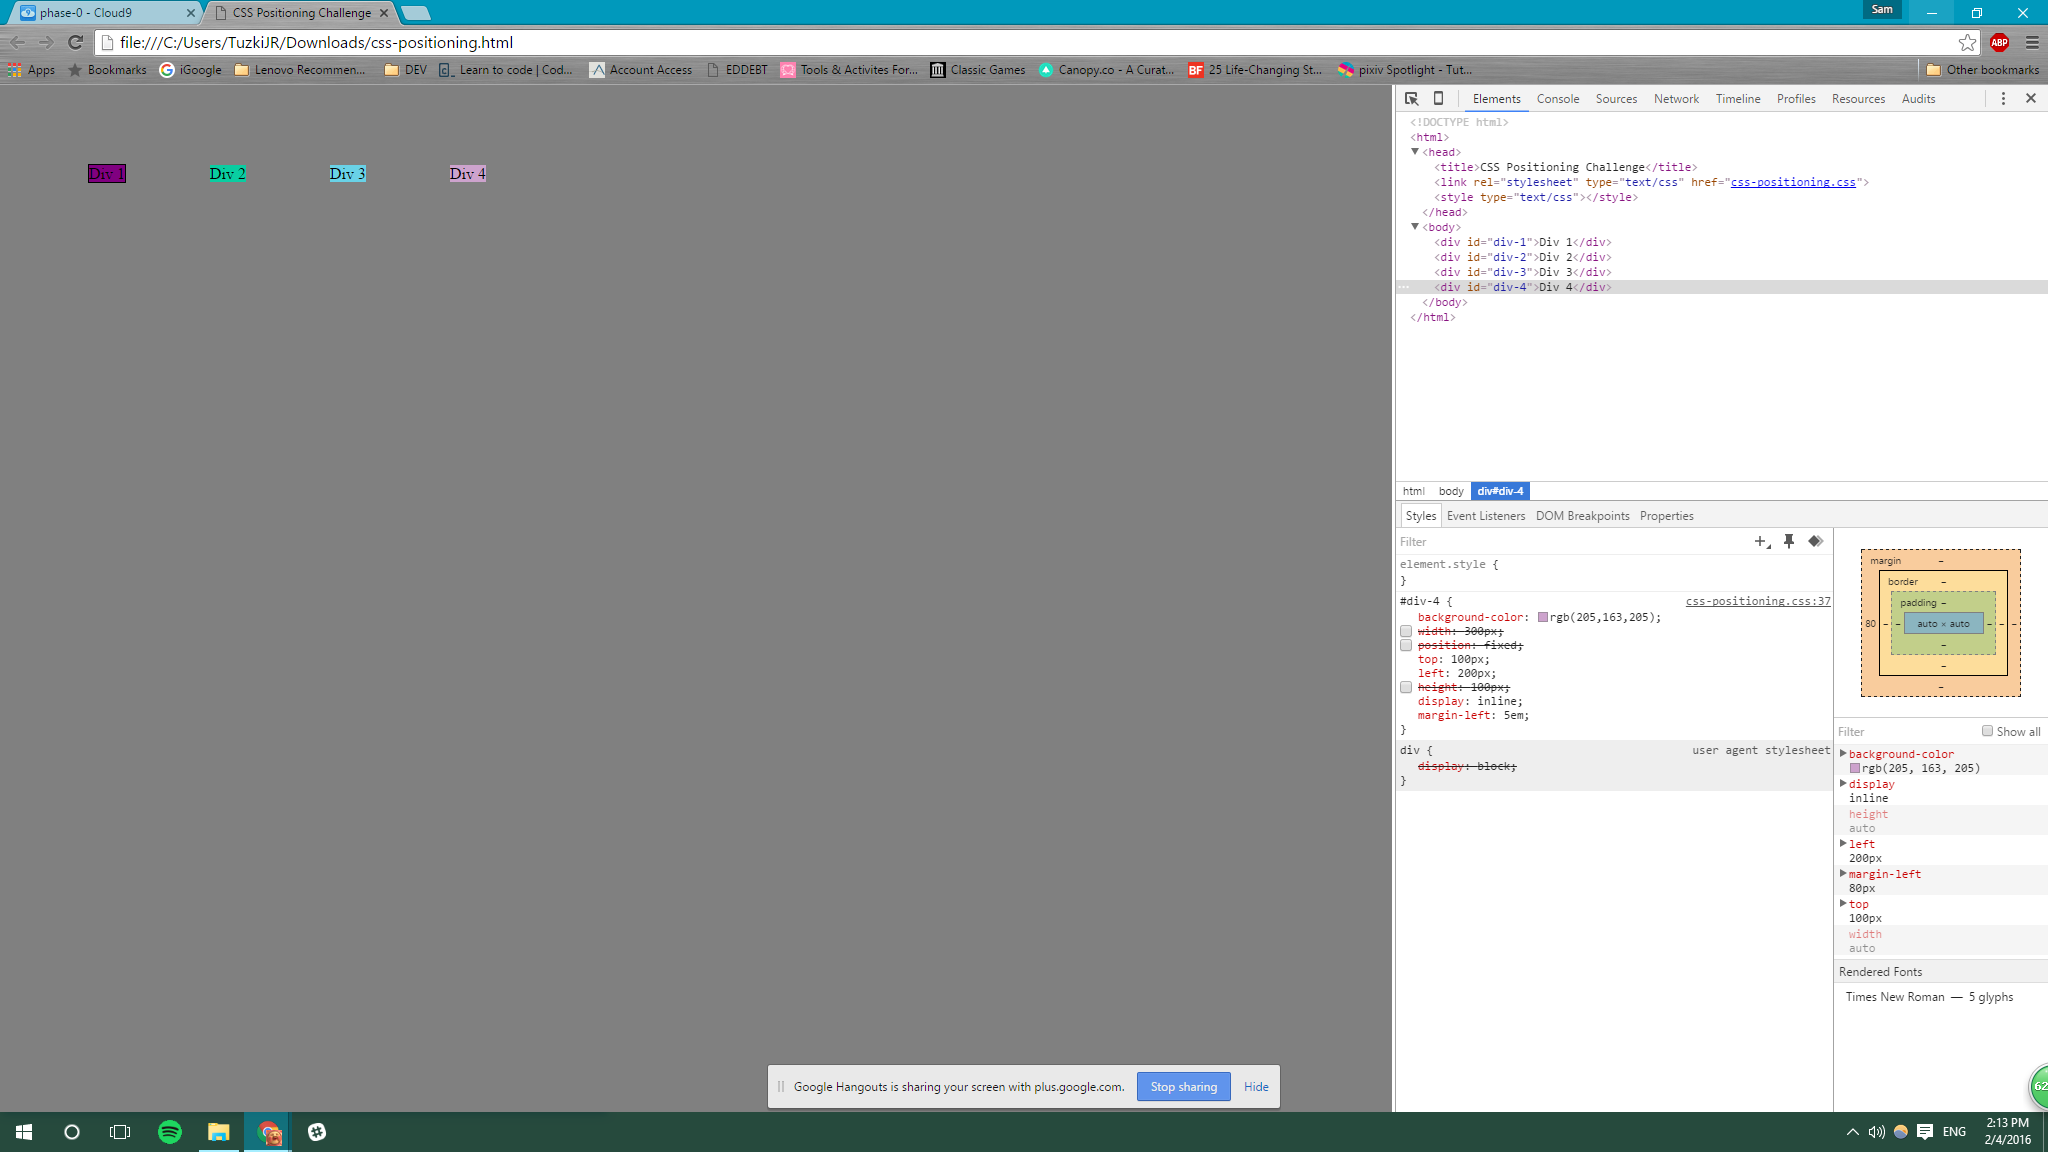 phase-0 - Cloud9
CSS Positioning Challenge
Sam
file:///C:/Users/TuzkiJR/Downloads/css-positioning.html
ABP
Apps
Bookmarks
iGoogle
Lenovo Recommen...
DEV
Learn to code | Cod...
Account Access
EDDEBT
Tools & Activites For...
Classic Games
Canopy.co - A Curat...
BF 25 Life-Changing St...
pixiv Spotlight - Tut...
Other bookmarks
Div 1
Div 2
Div 3
Div 4
Elements Console Sources Network Timeline Profiles Resources Audits
<!DOCTYPE html>
<html>
<head>
<title>CSS Positioning Challenge</title>
<link rel="stylesheet" type="text/css" href="css-positioning.css">
<style type="text/css"></style>
</head>
<body>
<div id="div-1">Div 1</div>
<div id="div-2">Div 2</div>
<div id="div-3">Div 3</div>
<div id="div-4">Div 4</div>
</body>
</html>
html body div#div-4
Styles Event Listeners DOM Breakpoints Properties
Filter
element.style {
}
#div-4 { css-positioning.css:37
background-color: rgb(205,163,205);
width: 300px;
position: fixed;
top: 100px;
left: 200px;
height: 100px;
display: inline;
margin-left: 5em;
}
div { user agent stylesheet
display: block;
}
margin -
border -
padding -
80 - - auto × auto - - -
-
-
-
Filter Show all
background-color
rgb(205, 163, 205)
display
inline
height
auto
left
200px
margin-left
80px
top
100px
width
auto
Rendered Fonts
Times New Roman — 5 glyphs
Google Hangouts is sharing your screen with plus.google.com. Stop sharing Hide
62
ENG
2:13 PM
2/4/2016